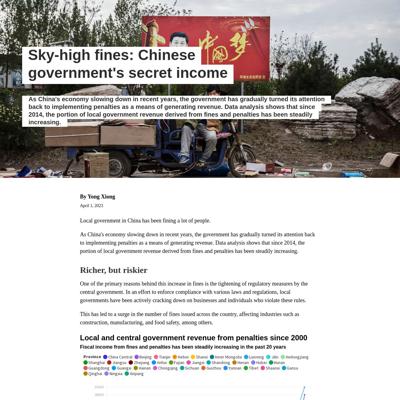 中国梦
Sky-high fines: Chinese
government's secret income
As China's economy slowing down in recent years, the government has gradually turned its attention
back to implementing penalties as a means of generating revenue. Data analysis shows that since
2014, the portion of local government revenue derived from fines and penalties has been steadily
increasing.
By Yong Xiong
April 1, 2023
Local government in China has been fining a lot of people.
As China's economy slowing down in recent years, the government has gradually turned its attention back
to implementing penalties as a means of generating revenue. Data analysis shows that since 2014, the
portion of local government revenue derived from fines and penalties has been steadily increasing.
Richer, but riskier
One of the primary reasons behind this increase in fines is the tightening of regulatory measures by the
central government. In an effort to enforce compliance with various laws and regulations, local
governments have been actively cracking down on businesses and individuals who violate these rules.
This has led to a surge in the number of fines issued across the country, affecting industries such as
construction, manufacturing, and food safety, among others.
Local and central government revenue from penalties since 2000
Fiscal income from fines and penalties has been steadily increasing in the past 20 years
Province China Central Beijing Tianjin Hebei Shanxi Inner Mongolia Liaoning Jilin Heilongjiang
Shanghai Jiangsu Zhejiang Anhui Fujian Jiangxi Shandong Henan Hubei Hunan
Guangdong Guangxi Hainan Chongqing Sichuan Guizhou Yunnan Tibet Shaanxi Gansu
Qinghai Ningxia Xinjiang